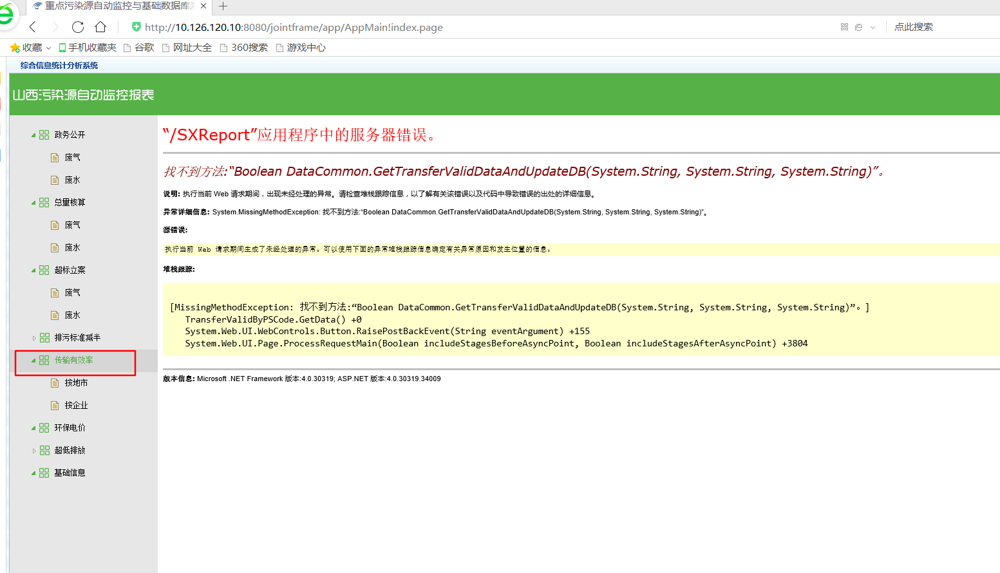 重点污染源自动监控与基础数据库系
http://10.126.120.10:8080/jointframe/app/AppMain!index.page
点此搜索
收藏 手机收藏夹 谷歌 网址大全 360搜索 游戏中心
综合信息统计分析系统
山西污染源自动监控报表
政务公开
废气
废水
总量核算
废气
废水
超标立案
废气
废水
排污标准减半
传输有效率
按地市
按企业
环保电价
超低排放
基础信息
“/SXReport”应用程序中的服务器错误。
找不到方法:“Boolean DataCommon.GetTransferValidDataAndUpdateDB(System.String, System.String, System.String)”。
说明: 执行当前 Web 请求期间，出现未经处理的异常。请检查堆栈跟踪信息，以了解有关该错误以及代码中导致错误的出处的详细信息。
异常详细信息: System.MissingMethodException: 找不到方法:“Boolean DataCommon.GetTransferValidDataAndUpdateDB(System.String, System.String, System.String)”。
源错误:
执行当前 Web 请求期间生成了未经处理的异常。可以使用下面的异常堆栈跟踪信息确定有关异常原因和发生位置的信息。
堆栈跟踪:
[MissingMethodException: 找不到方法:“Boolean DataCommon.GetTransferValidDataAndUpdateDB(System.String, System.String, System.String)”。]
TransferValidByPSCode.GetData() +0
System.Web.UI.WebControls.Button.RaisePostBackEvent(String eventArgument) +155
System.Web.UI.Page.ProcessRequestMain(Boolean includeStagesBeforeAsyncPoint, Boolean includeStagesAfterAsyncPoint) +3804
版本信息: Microsoft .NET Framework 版本:4.0.30319; ASP.NET 版本:4.0.30319.34009